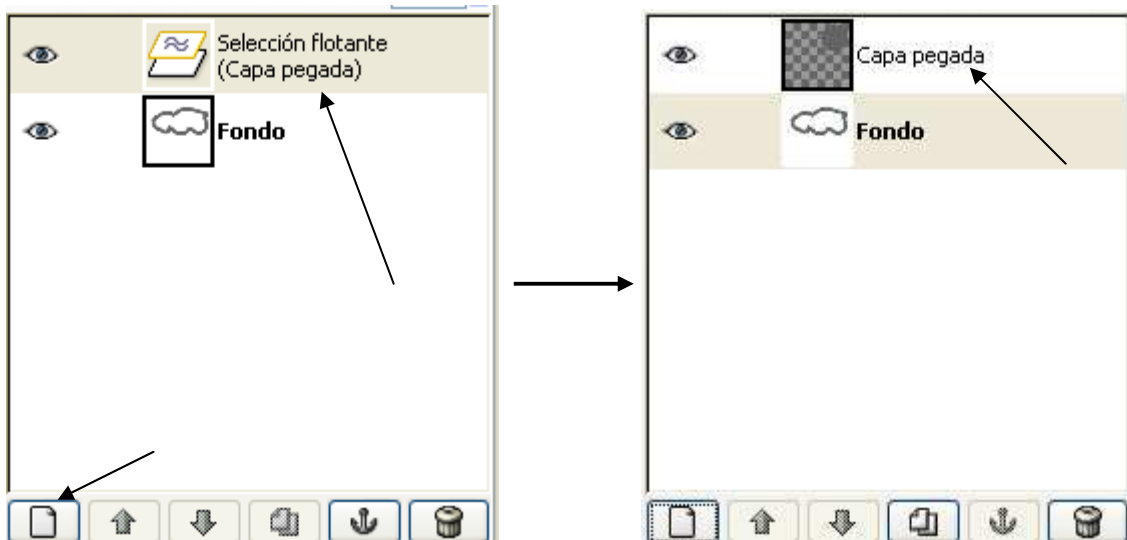 Selección flotante
(Capa pegada)
Fondo
Capa pegada
Fondo